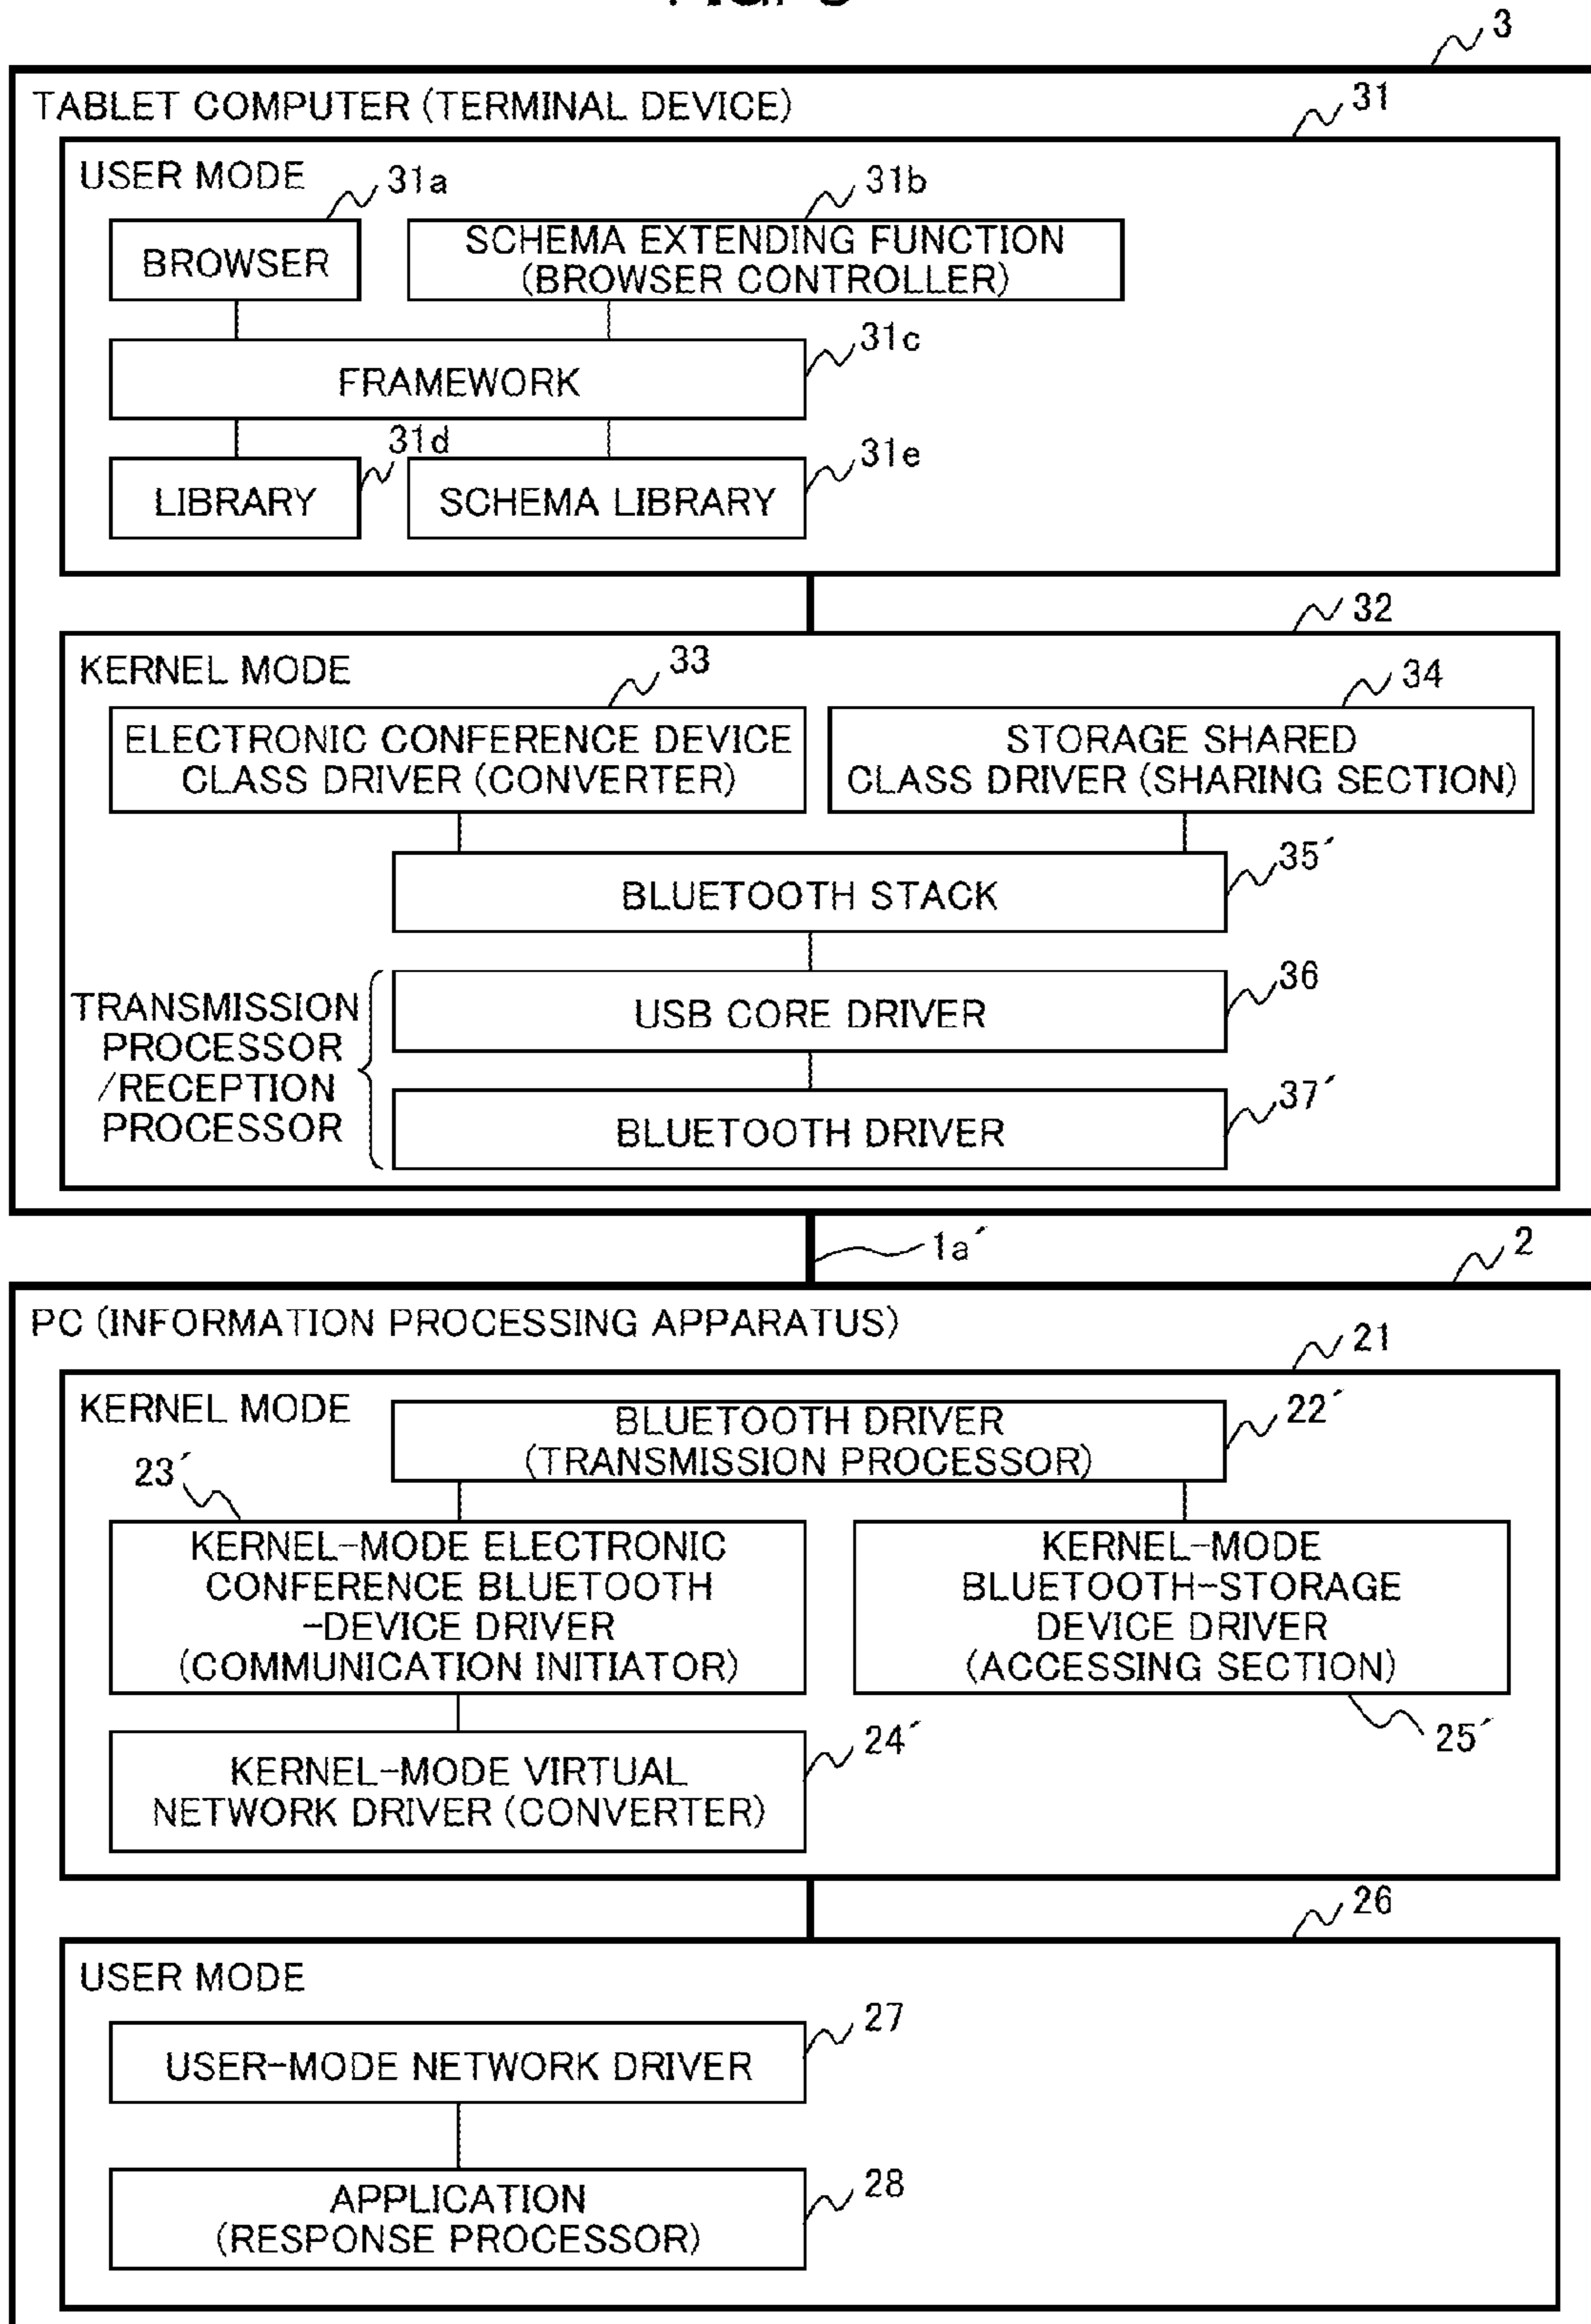 3
TABLET COMPUTER (TERMINAL DEVICE)
31
USER MODE
31a
31b
BROWSER
SCHEMA EXTENDING FUNCTION
(BROWSER CONTROLLER)
31c
FRAMEWORK
31d
31e
LIBRARY
SCHEMA LIBRARY
32
KERNEL MODE
33
34
ELECTRONIC CONFERENCE DEVICE
CLASS DRIVER (CONVERTER)
STORAGE SHARED
CLASS DRIVER (SHARING SECTION)
35´
BLUETOOTH STACK
36
TRANSMISSION
PROCESSOR
/RECEPTION
PROCESSOR
USB CORE DRIVER
37´
BLUETOOTH DRIVER
1a´
2
PC (INFORMATION PROCESSING APPARATUS)
21
KERNEL MODE
22´
BLUETOOTH DRIVER
(TRANSMISSION PROCESSOR)
23´
KERNEL-MODE ELECTRONIC
CONFERENCE BLUETOOTH
-DEVICE DRIVER
(COMMUNICATION INITIATOR)
KERNEL-MODE
BLUETOOTH-STORAGE
DEVICE DRIVER
(ACCESSING SECTION)
24´
25´
KERNEL-MODE VIRTUAL
NETWORK DRIVER (CONVERTER)
26
USER MODE
27
USER-MODE NETWORK DRIVER
28
APPLICATION
(RESPONSE PROCESSOR)